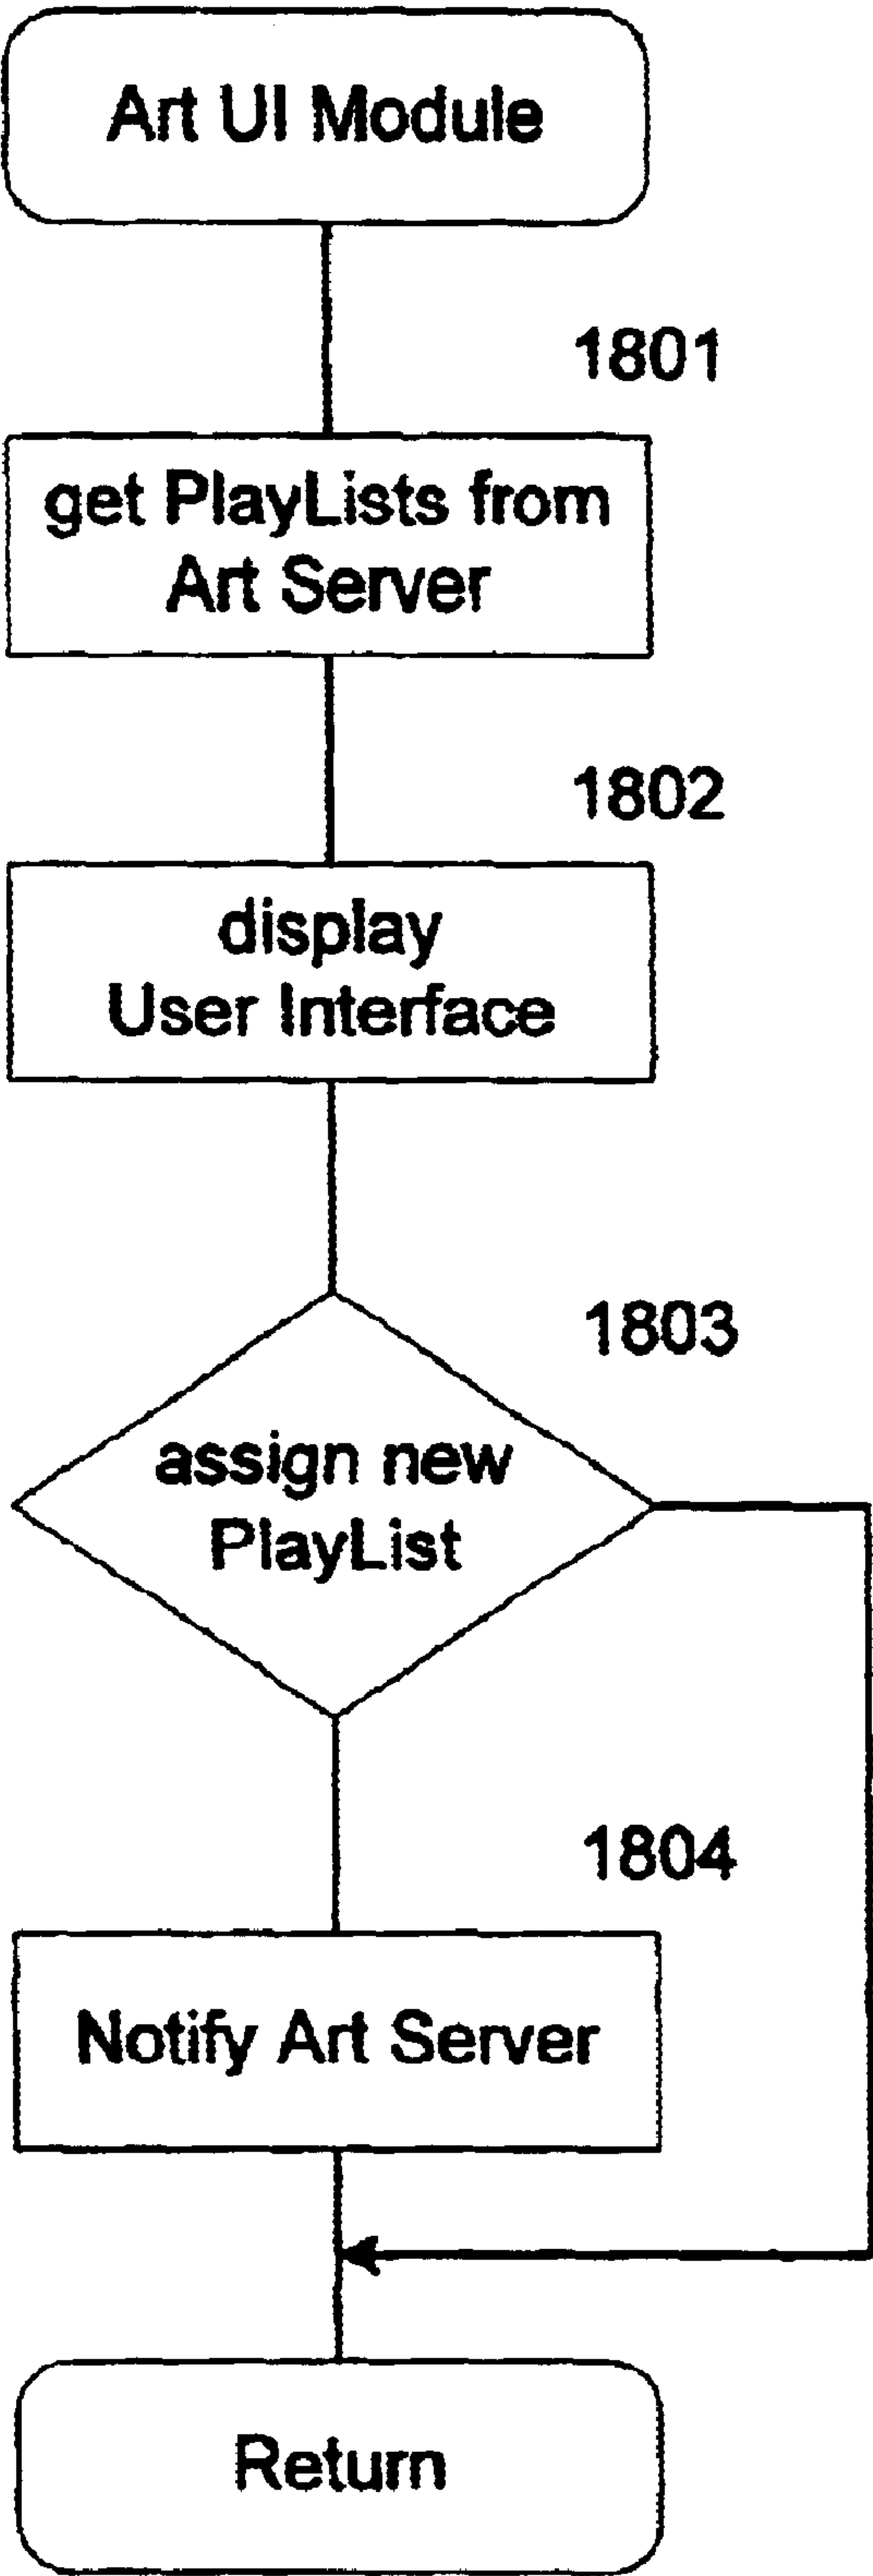 Art UI Module
1801
get PlayLists from
Art Server
1802
display
User Interface
1803
assign new
PlayList
1804
Notify Art Server
Return